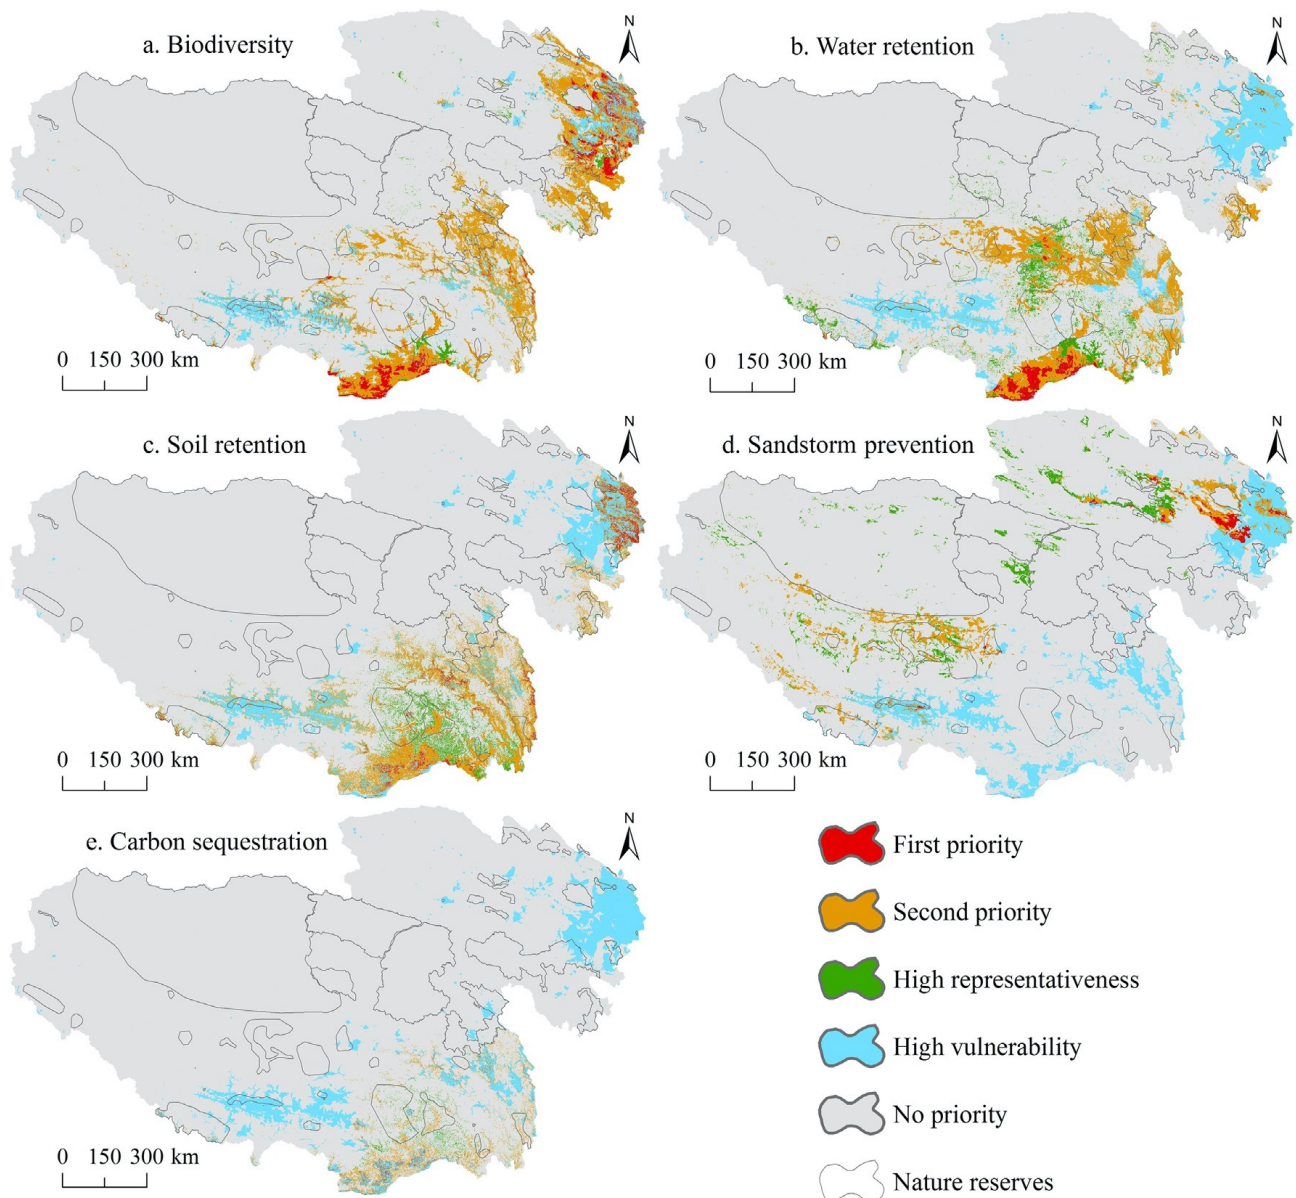 N
N
a. Biodiversity
b. Water retention
0 150 300 km
0 150 300 km
N
N
c. Soil retention
d. Sandstorm prevention
0 150 300 km
0 150 300 km
N
e. Carbon sequestration
First priority
Second priority
High representativeness
High vulnerability
No priority
0 150 300 km
Nature reserves